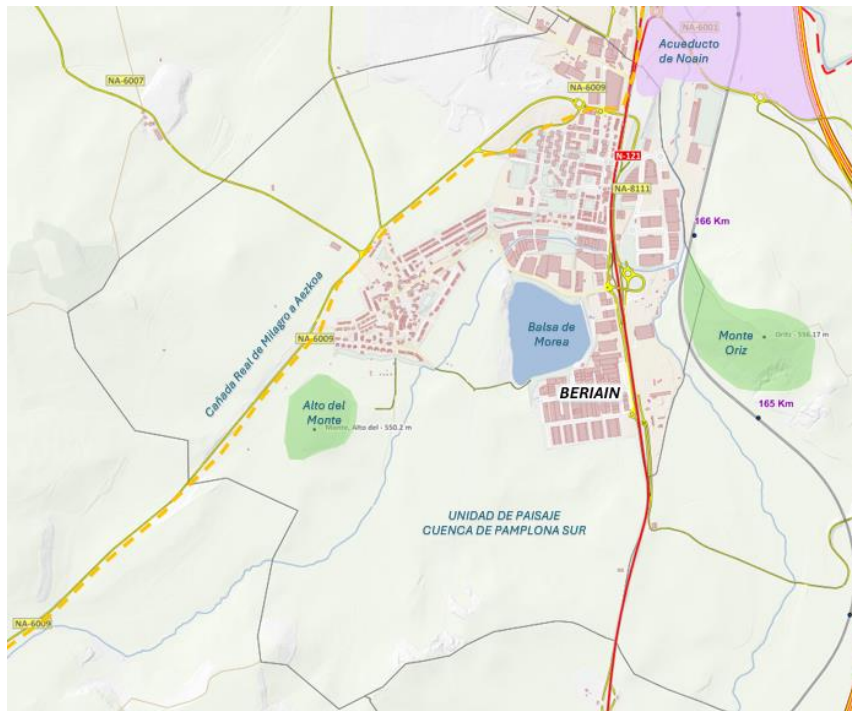 NA-6001
Acueducto
de Noain
NA-6007
NA-6009
N-121
NA-8111
166 Km
Cañada Real de Milagro a Aezkoa
NA-6009
Balsa de
Morea
Oriz - 556.17 m
Monte
Oriz
BERIAIN
165 Km
Alto del
Monte
Monte, Alto del - 550.2 m
UNIDAD DE PAISAJE
CUENCA DE PAMPLONA SUR
NA-6009